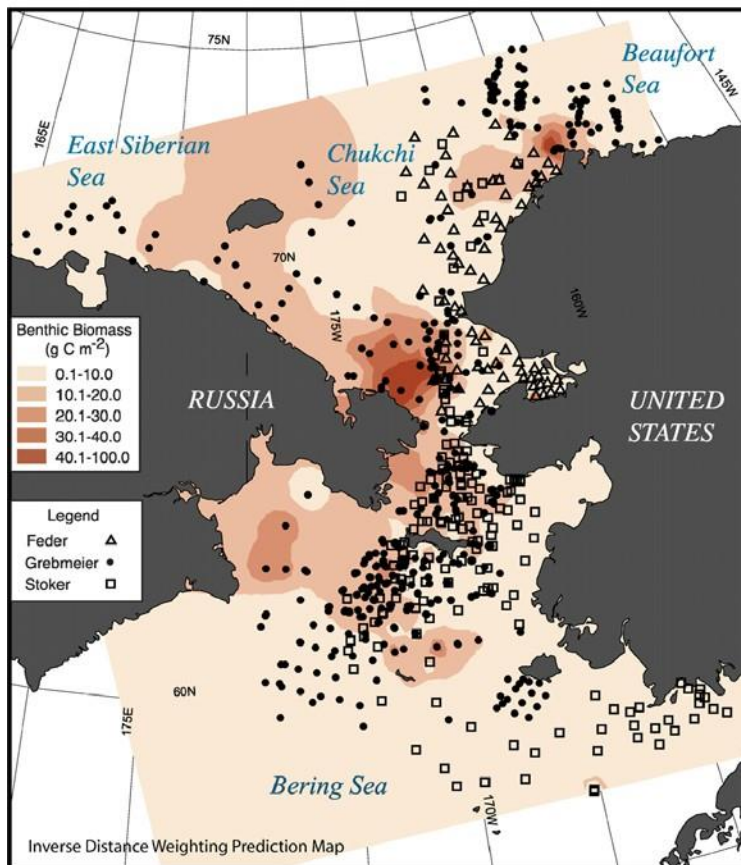 75N
Beaufort
Sea
145W
165E
East Siberian
Sea
Chukchi
Sea
70N
175W
160W
Benthic Biomass
(g C m-2)
0.1-10.0
10.1-20.0
20.1-30.0
30.1-40.0
40.1-100.0
RUSSIA
UNITED
STATES
Legend
Feder
Grebmeier
Stoker
60N
175E
Bering Sea
170W
Inverse Distance Weighting Prediction Map